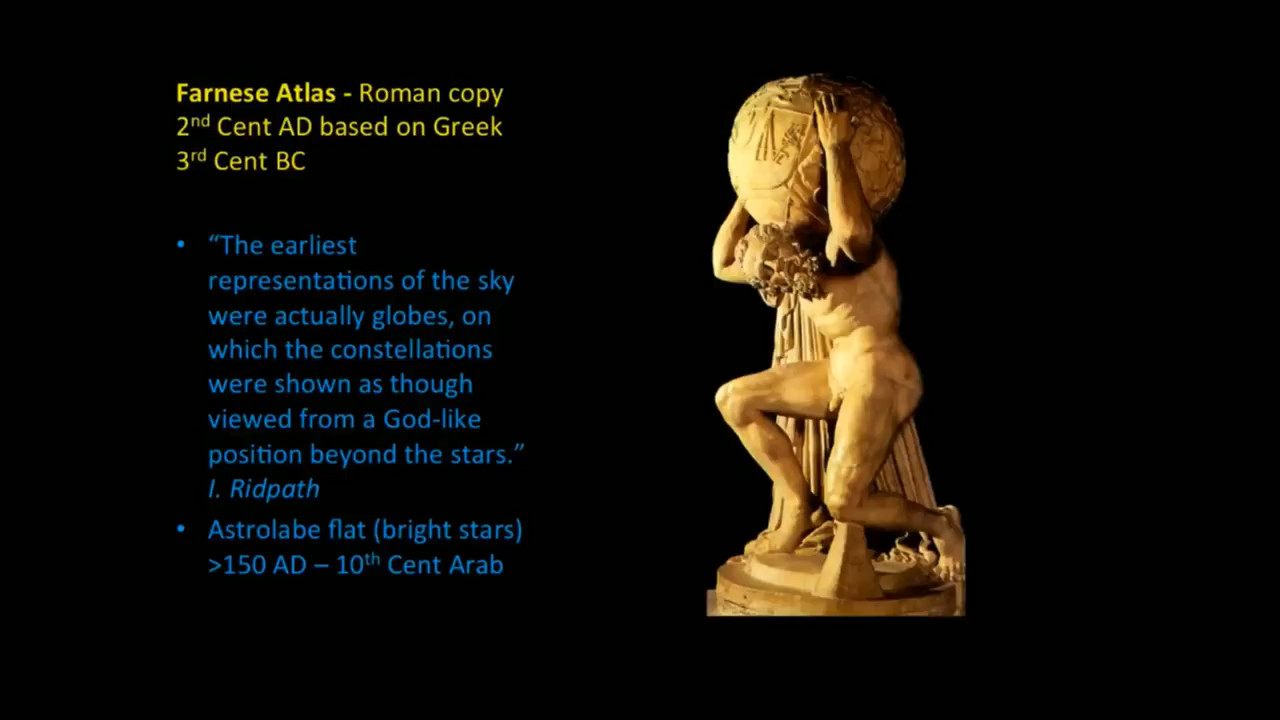 Farnese Atlas - Roman copy
2nd Cent AD based on Greek
3rd Cent BC
• “The earliest
representations of the sky
were actually globes, on
which the constellations
were shown as though
viewed from a God-like
position beyond the stars.”
I. Ridpath
• Astrolabe flat (bright stars)
>150 AD – 10th Cent Arab